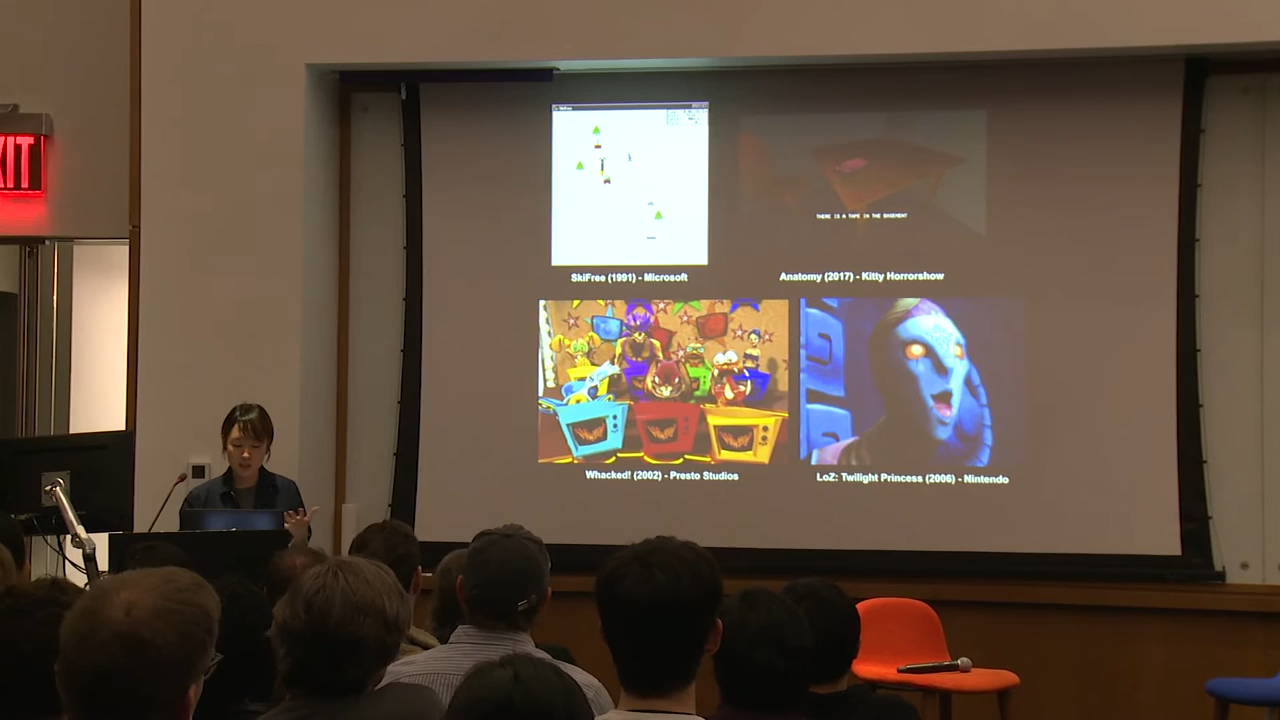 EXIT
SkiFree
THERE IS A TAPE IN THE BASEMENT
SkiFree (1991) - Microsoft
Anatomy (2017) - Kitty Horrorshow
Whacked! (2002) - Presto Studios
LoZ: Twilight Princess (2006) - Nintendo